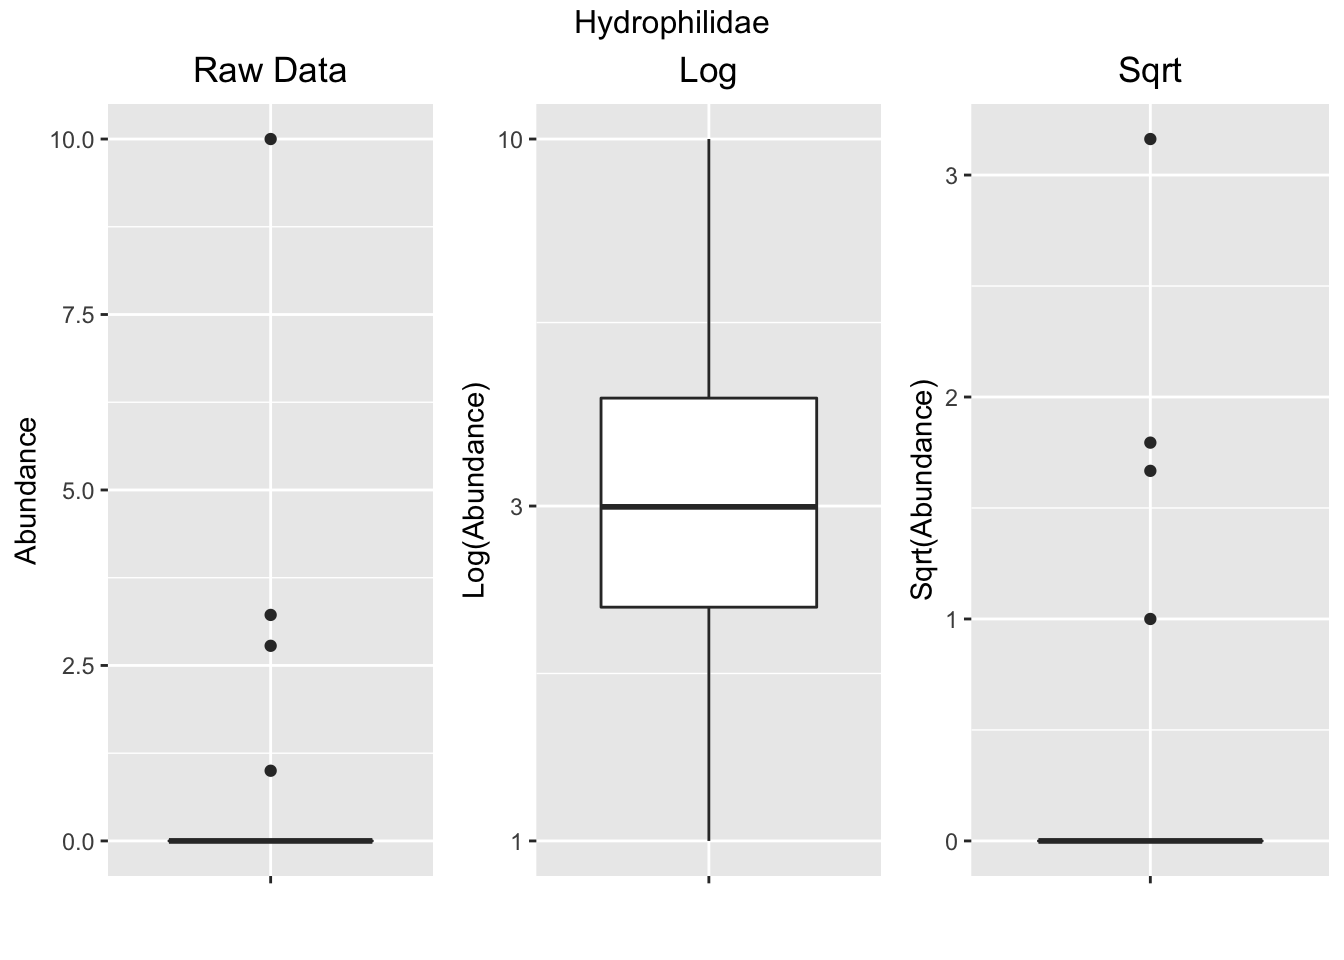 Hydrophilidae
Raw Data
Log
Sqrt
Abundance
10.0
7.5
5.0
2.5
0.0
Log(Abundance)
10
3
1
Sqrt(Abundance)
3
2
1
0